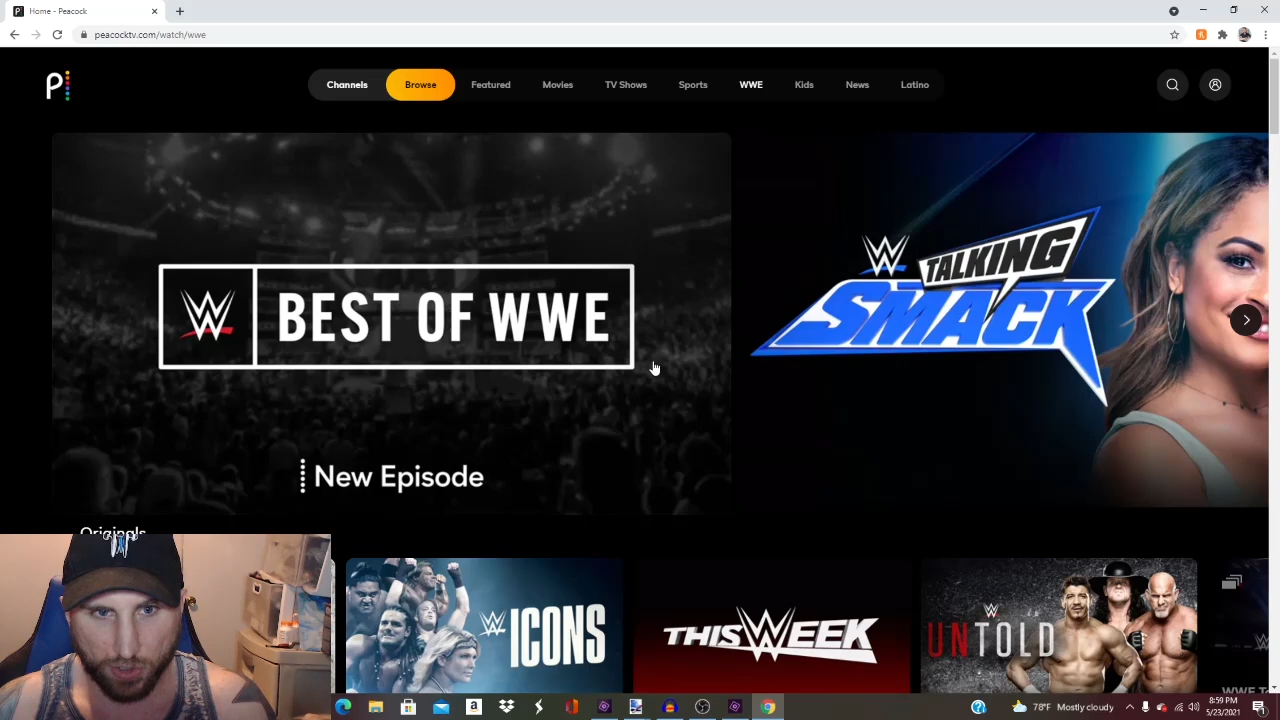 Home - Peacock
peacocktv.com/watch/wwe
P
Channels Browse Featured Movies TV Shows Sports WWE Kids News Latino
W BEST OF WWE
New Episode
W TALKING
SMACK
Originals
W ICONS
THIS WEEK
W
UNTOLD
78°F Mostly cloudy
8:59 PM
5/23/2021